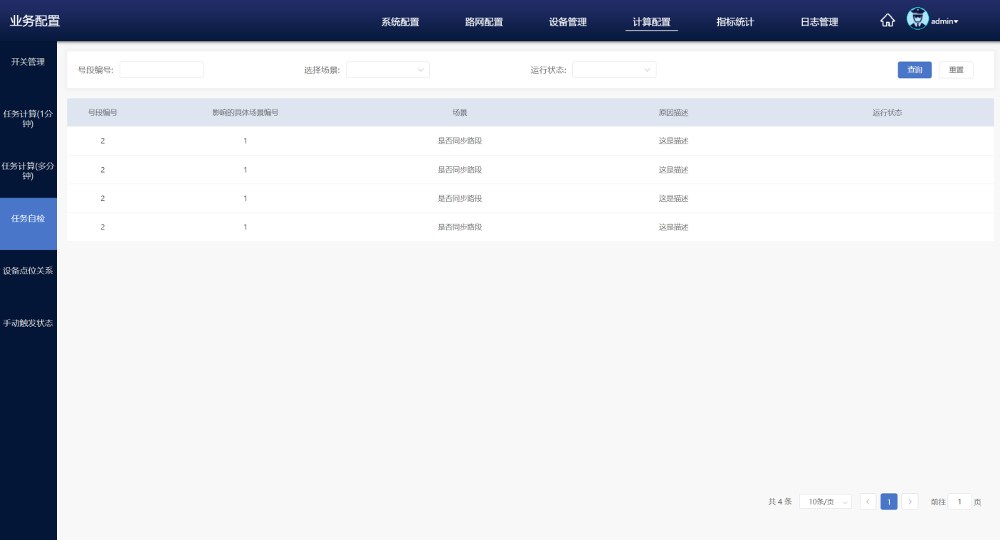 业务配置
系统配置 路网配置 设备管理 计算配置 指标统计 日志管理 admin▾
开关管理
任务计算(1分
钟)
任务计算(多分
钟)
任务自检
设备点位关系
手动触发状态
号段编号: 选择场景: 运行状态: 查询 重置
号段编号 影响的具体场景编号 场景 原因描述 运行状态
2 1 是否同步路段 这是描述
2 1 是否同步路段 这是描述
2 1 是否同步路段 这是描述
2 1 是否同步路段 这是描述
共 4 条 10条/页 1 前往 1 页